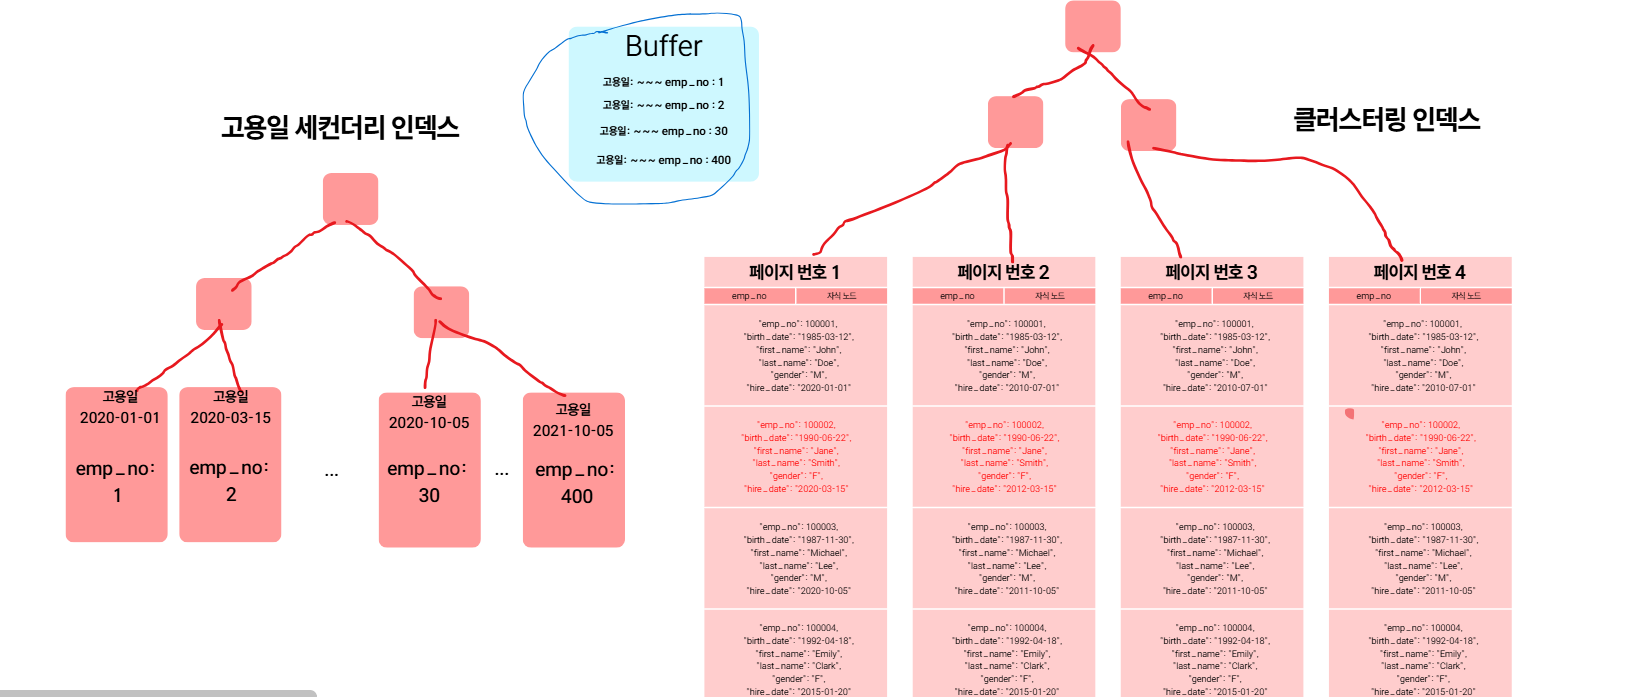 Buffer
고용일: ~~~ emp_no : 1
고용일: ~~~ emp_no : 2
고용일: ~~~ emp_no : 30
고용일: ~~~ emp_no : 400
고용일 세컨더리 인덱스
고용일
2020-01-01
emp_no:
1
고용일
2020-03-15
emp_no:
2
...
고용일
2020-10-05
emp_no:
30
...
고용일
2021-10-05
emp_no:
400
클러스터링 인덱스
페이지 번호 1
emp_no 자식 노드
"emp_no": 100001,
"birth_date": "1985-03-12",
"first_name": "John",
"last_name": "Doe",
"gender": "M",
"hire_date": "2020-01-01"
"emp_no": 100002,
"birth_date": "1990-06-22",
"first_name": "Jane",
"last_name": "Smith",
"gender": "F",
"hire_date": "2020-03-15"
"emp_no": 100003,
"birth_date": "1987-11-30",
"first_name": "Michael",
"last_name": "Lee",
"gender": "M",
"hire_date": "2020-10-05"
"emp_no": 100004,
"birth_date": "1992-04-18",
"first_name": "Emily",
"last_name": "Clark",
"gender": "F",
"hire_date": "2015-01-20"
페이지 번호 2
emp_no 자식 노드
"emp_no": 100001,
"birth_date": "1985-03-12",
"first_name": "John",
"last_name": "Doe",
"gender": "M",
"hire_date": "2010-07-01"
"emp_no": 100002,
"birth_date": "1990-06-22",
"first_name": "Jane",
"last_name": "Smith",
"gender": "F",
"hire_date": "2012-03-15"
"emp_no": 100003,
"birth_date": "1987-11-30",
"first_name": "Michael",
"last_name": "Lee",
"gender": "M",
"hire_date": "2011-10-05"
"emp_no": 100004,
"birth_date": "1992-04-18",
"first_name": "Emily",
"last_name": "Clark",
"gender": "F",
"hire_date": "2015-01-20"
페이지 번호 3
emp_no 자식 노드
"emp_no": 100001,
"birth_date": "1985-03-12",
"first_name": "John",
"last_name": "Doe",
"gender": "M",
"hire_date": "2010-07-01"
"emp_no": 100002,
"birth_date": "1990-06-22",
"first_name": "Jane",
"last_name": "Smith",
"gender": "F",
"hire_date": "2012-03-15"
"emp_no": 100003,
"birth_date": "1987-11-30",
"first_name": "Michael",
"last_name": "Lee",
"gender": "M",
"hire_date": "2011-10-05"
"emp_no": 100004,
"birth_date": "1992-04-18",
"first_name": "Emily",
"last_name": "Clark",
"gender": "F",
"hire_date": "2015-01-20"
페이지 번호 4
emp_no 자식 노드
"emp_no": 100001,
"birth_date": "1985-03-12",
"first_name": "John",
"last_name": "Doe",
"gender": "M",
"hire_date": "2010-07-01"
"emp_no": 100002,
"birth_date": "1990-06-22",
"first_name": "Jane",
"last_name": "Smith",
"gender": "F",
"hire_date": "2012-03-15"
"emp_no": 100003,
"birth_date": "1987-11-30",
"first_name": "Michael",
"last_name": "Lee",
"gender": "M",
"hire_date": "2011-10-05"
"emp_no": 100004,
"birth_date": "1992-04-18",
"first_name": "Emily",
"last_name": "Clark",
"gender": "F",
"hire_date": "2015-01-20"